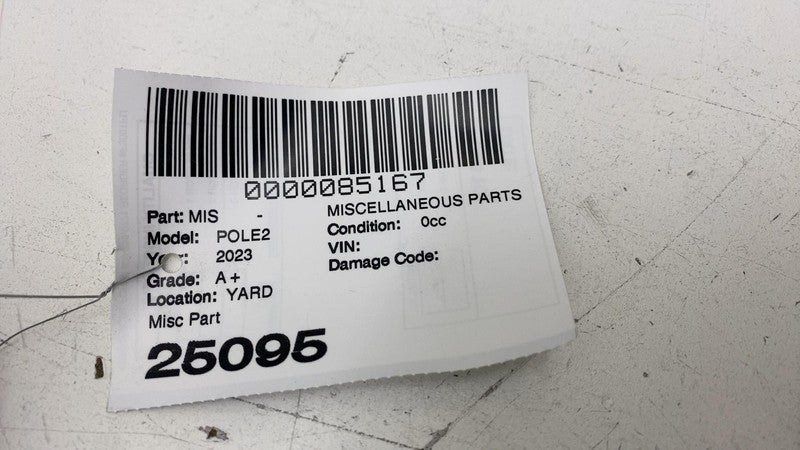 0000085167
Part: MIS - MISCELLANEOUS PARTS
Model: POLE2 Condition: 0cc
2023 VIN:
Grade: A+ Damage Code:
Location: YARD
Misc Part
25095